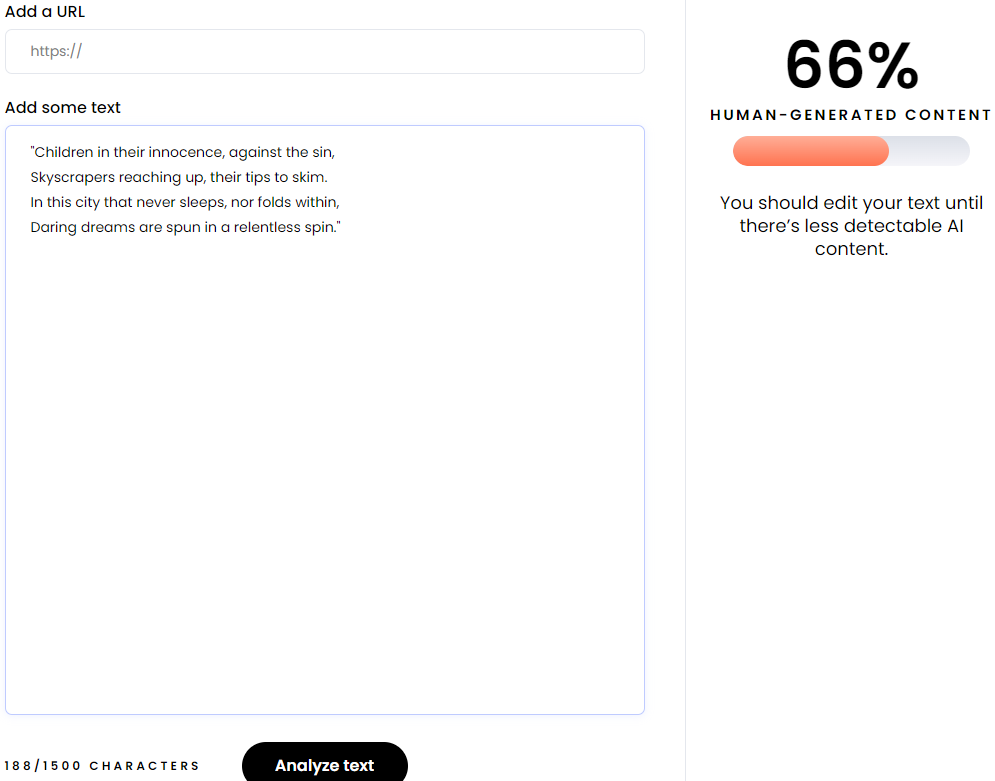 Add a URL
https://
Add some text
"Children in their innocence, against the sin,
Skyscrapers reaching up, their tips to skim.
In this city that never sleeps, nor folds within,
Daring dreams are spun in a relentless spin."
188/1500 CHARACTERS
Analyze text
66%
HUMAN-GENERATED CONTENT
You should edit your text until
there’s less detectable AI
content.